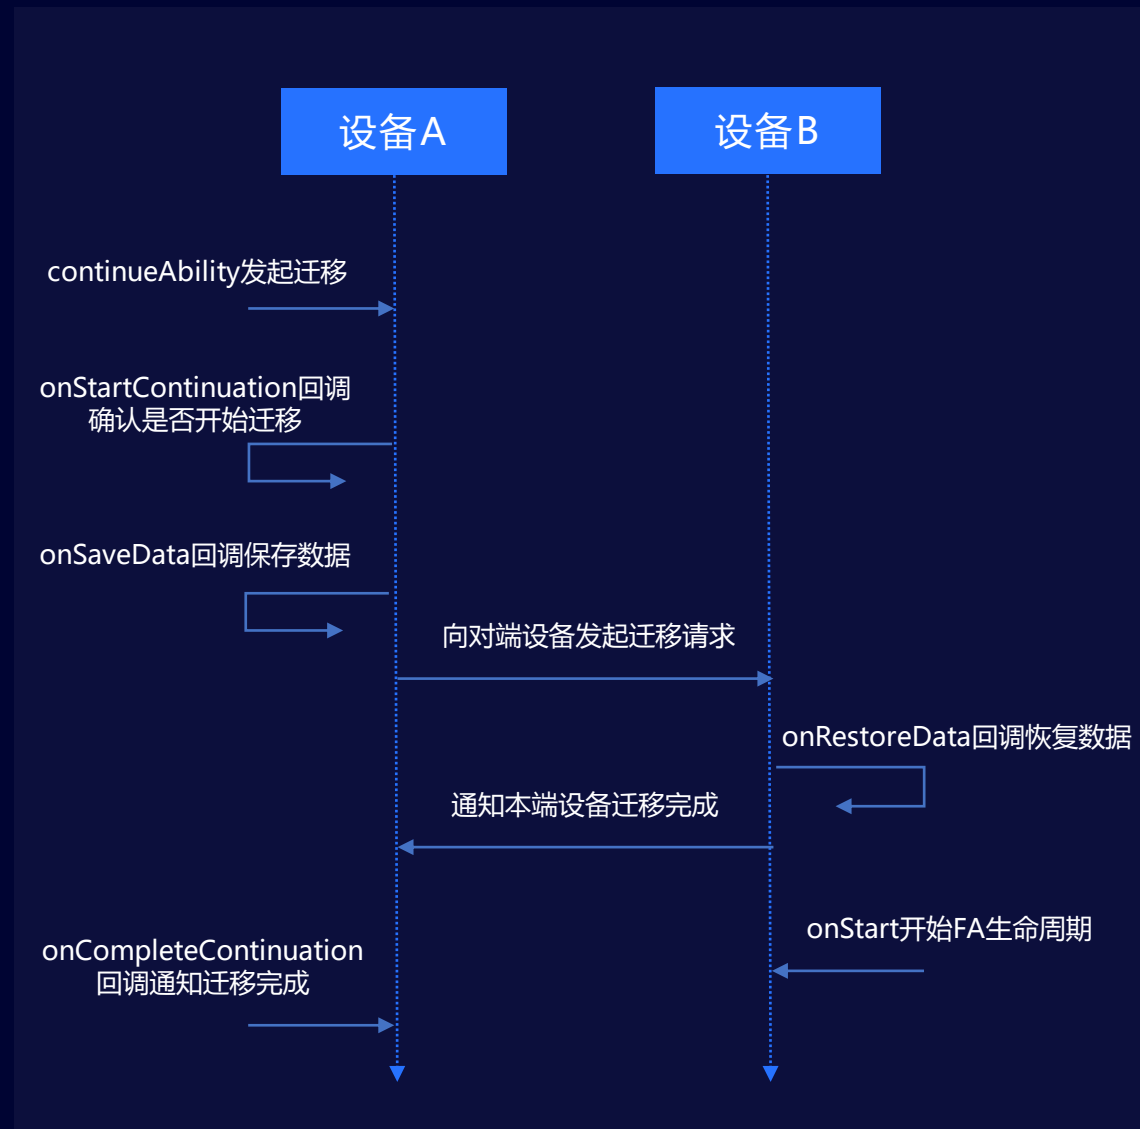 设备A
设备B
continueAbility发起迁移
onStartContinuation回调
确认是否开始迁移
onSaveData回调保存数据
向对端设备发起迁移请求
onRestoreData回调恢复数据
通知本端设备迁移完成
onStart开始FA生命周期
onCompleteContinuation
回调通知迁移完成